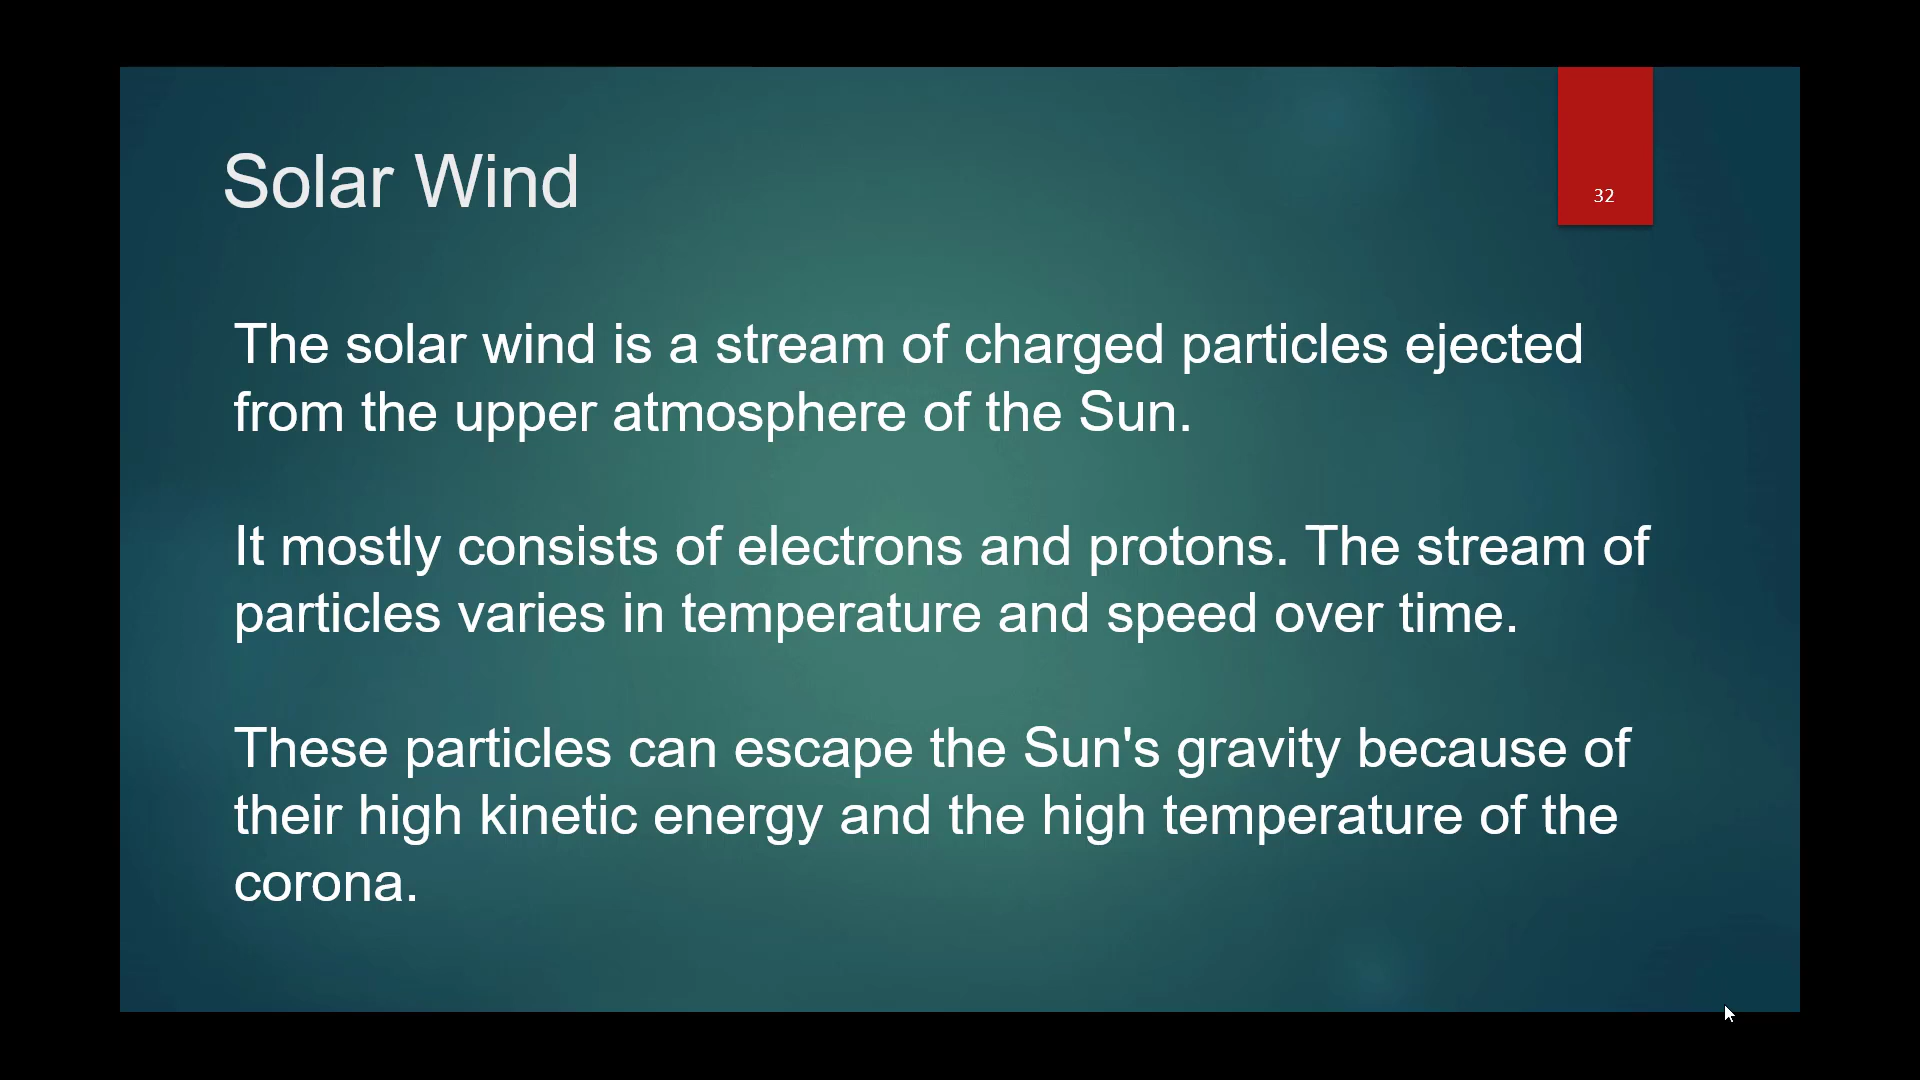 Solar Wind
32
The solar wind is a stream of charged particles ejected
from the upper atmosphere of the Sun.
It mostly consists of electrons and protons. The stream of
particles varies in temperature and speed over time.
These particles can escape the Sun's gravity because of
their high kinetic energy and the high temperature of the
corona.